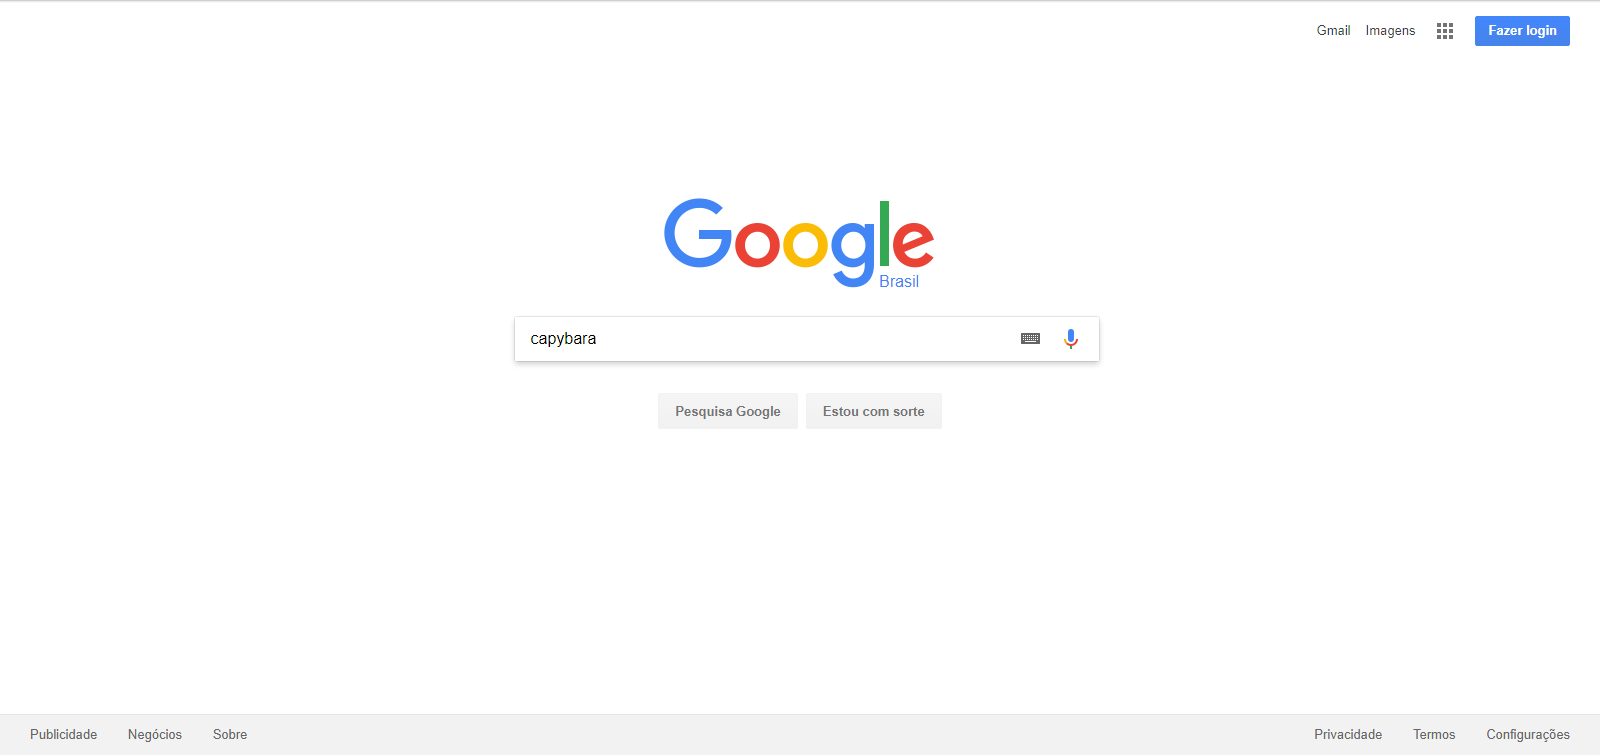 Gmail Imagens Fazer login
Google
Brasil
capybara
Pesquisa Google Estou com sorte
Publicidade Negócios Sobre Privacidade Termos Configurações